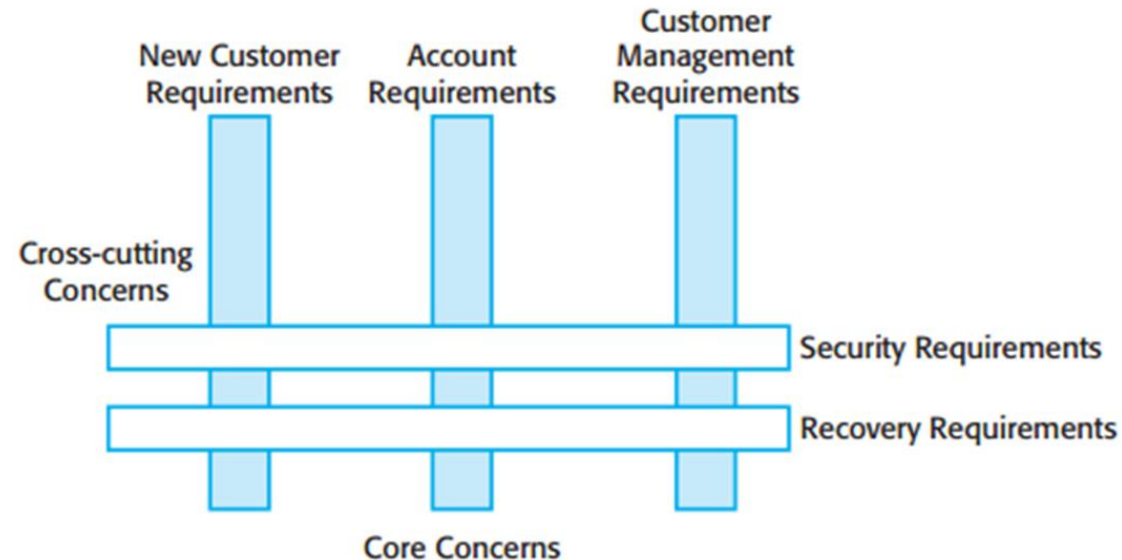 New Customer
Requirements
Account
Requirements
Customer
Management
Requirements
Cross-cutting
Concerns
Security Requirements
Recovery Requirements
Core Concerns